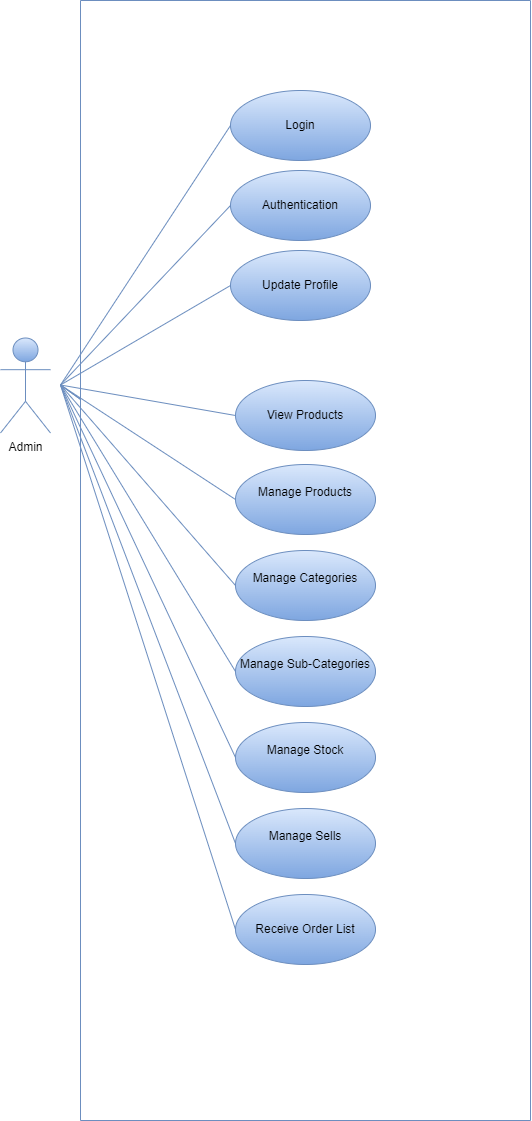 Login
Authentication
Update Profile
Admin
View Products
Manage Products
Manage Categories
Manage Sub-Categories
Manage Stock
Manage Sells
Receive Order List